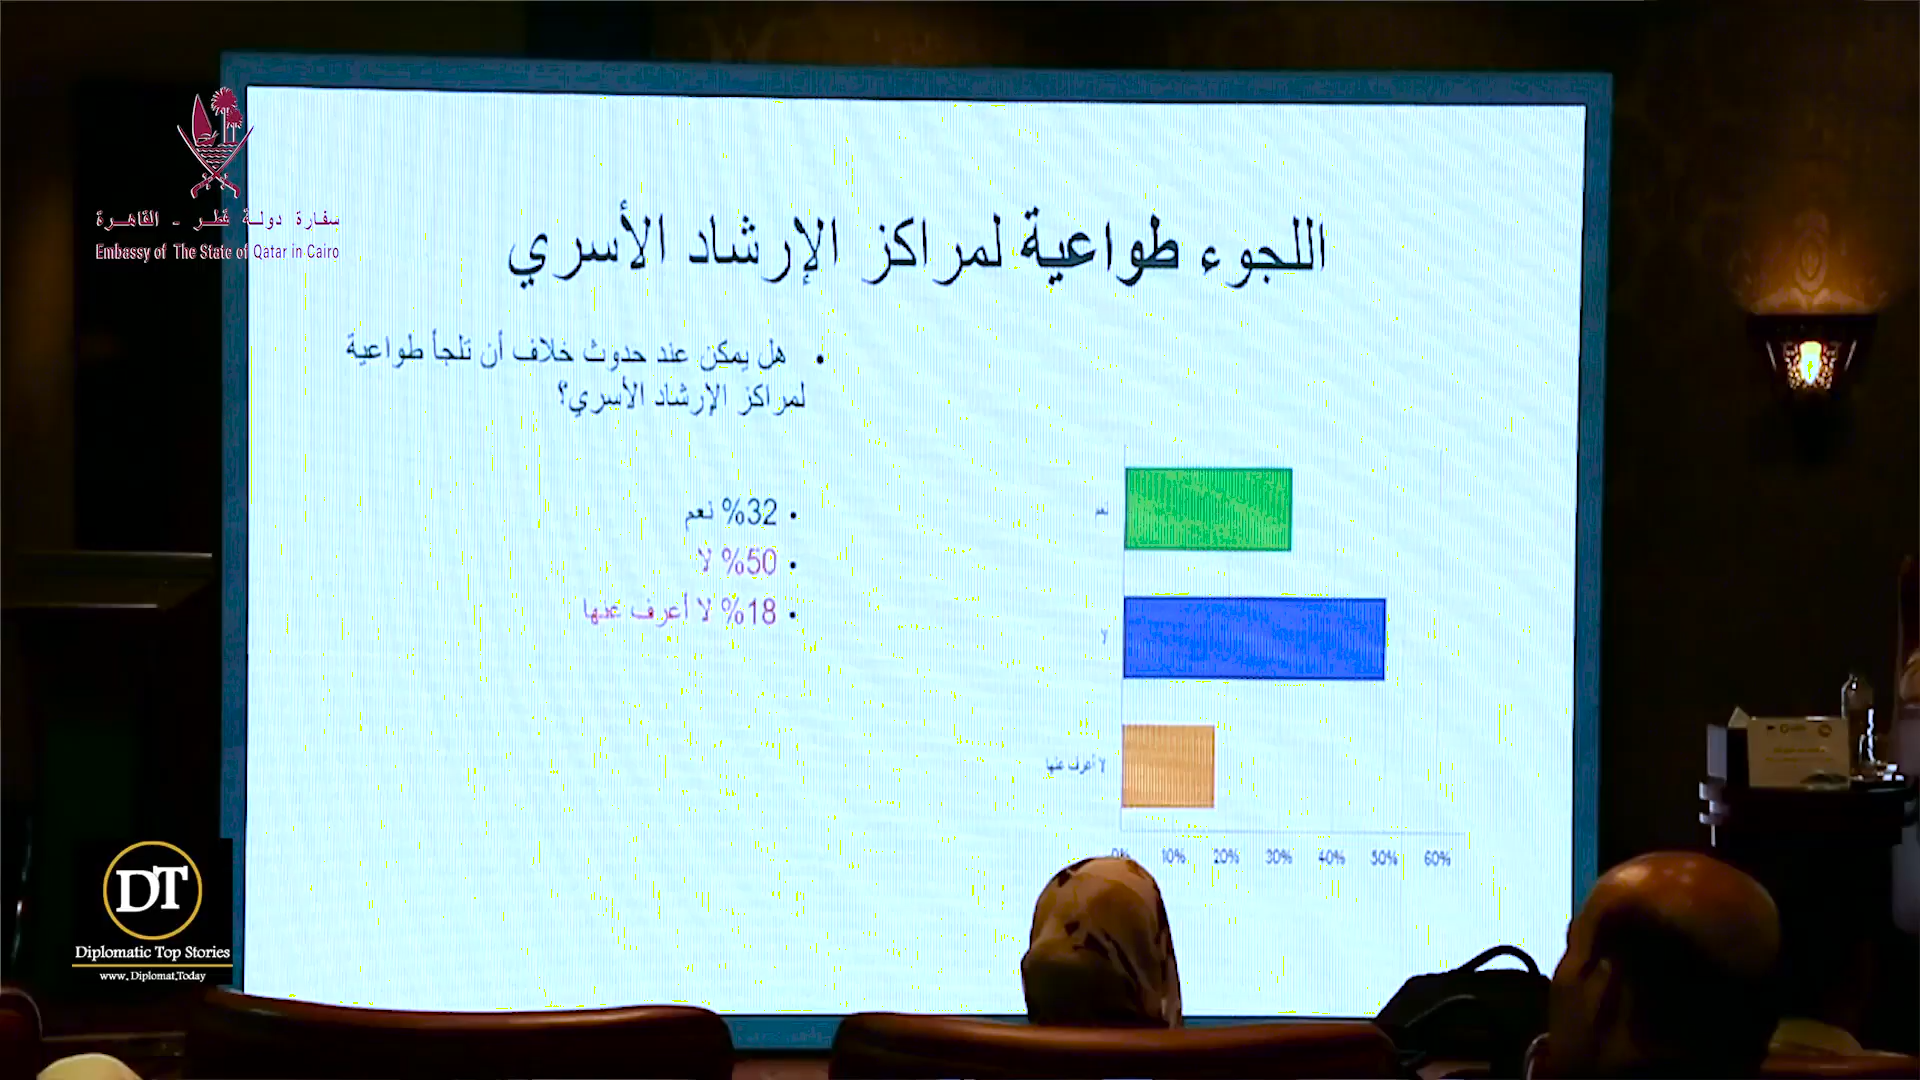 سفارة دولة قطر - القاهرة
Embassy of The State of Qatar in Cairo
اللجوء طواعية لمراكز الإرشاد الأسري
• هل يمكن عند حدوث خلاف أن تلجأ طواعية
لمراكز الإرشاد الأسري؟
• 32% نعم
• 50% لا
• 18% لا أعرف عنها
نعم
لا
لا أعرف عنها
0% 10% 20% 30% 40% 50% 60%
DT
Diplomatic Top Stories
www.Diplomat.Today